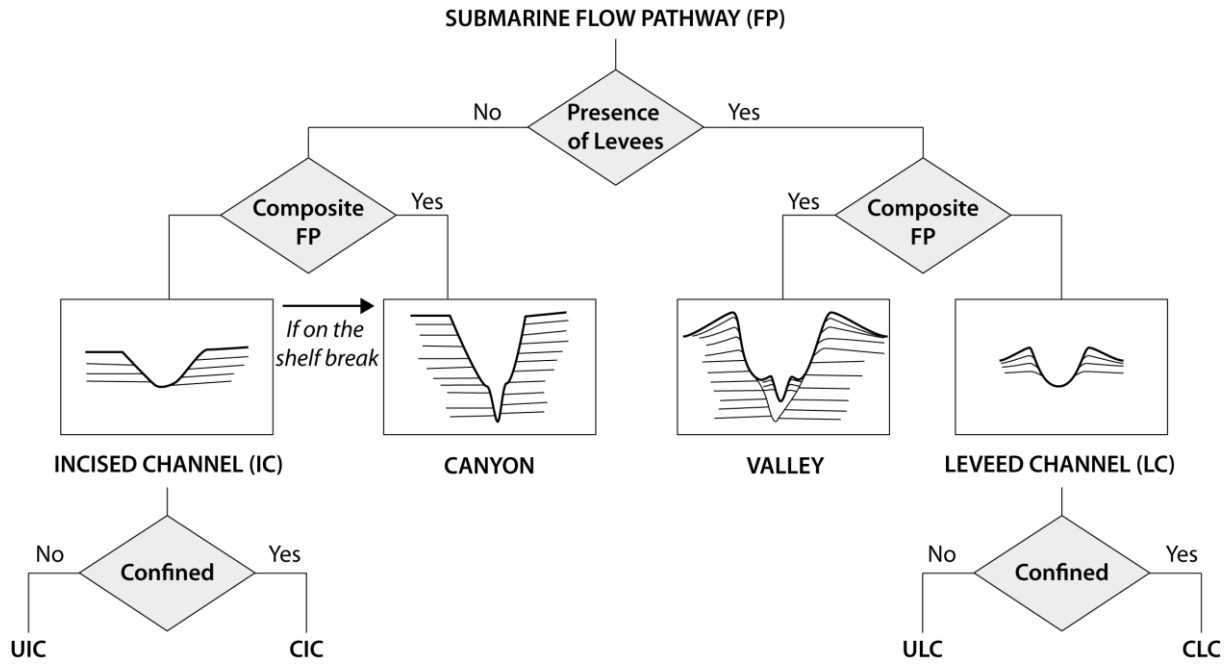 SUBMARINE FLOW PATHWAY (FP)
No
Presence
of Levees
Yes
Composite
FP
Yes
Yes
Composite
FP
If on the
shelf break
INCISED CHANNEL (IC)
CANYON
VALLEY
LEVEED CHANNEL (LC)
No
Confined
Yes
No
Confined
Yes
UIC
CIC
ULC
CLC